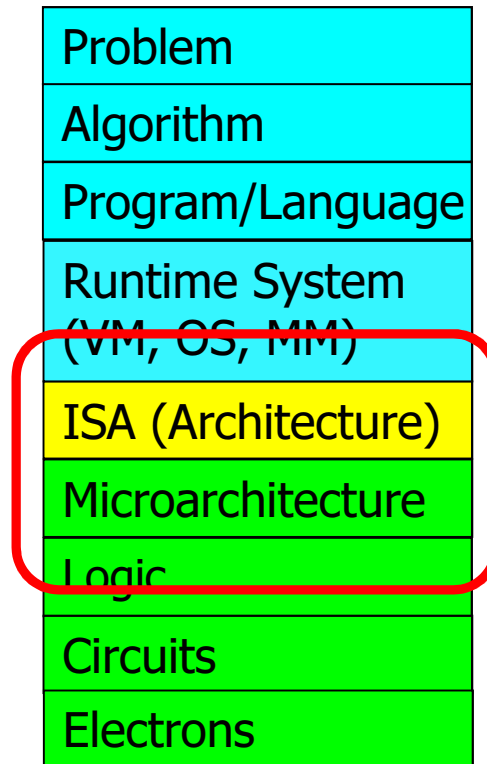 Problem
Algorithm
Program/Language
Runtime System
(VM, OS, MM)
ISA (Architecture)
Microarchitecture
Logic
Circuits
Electrons